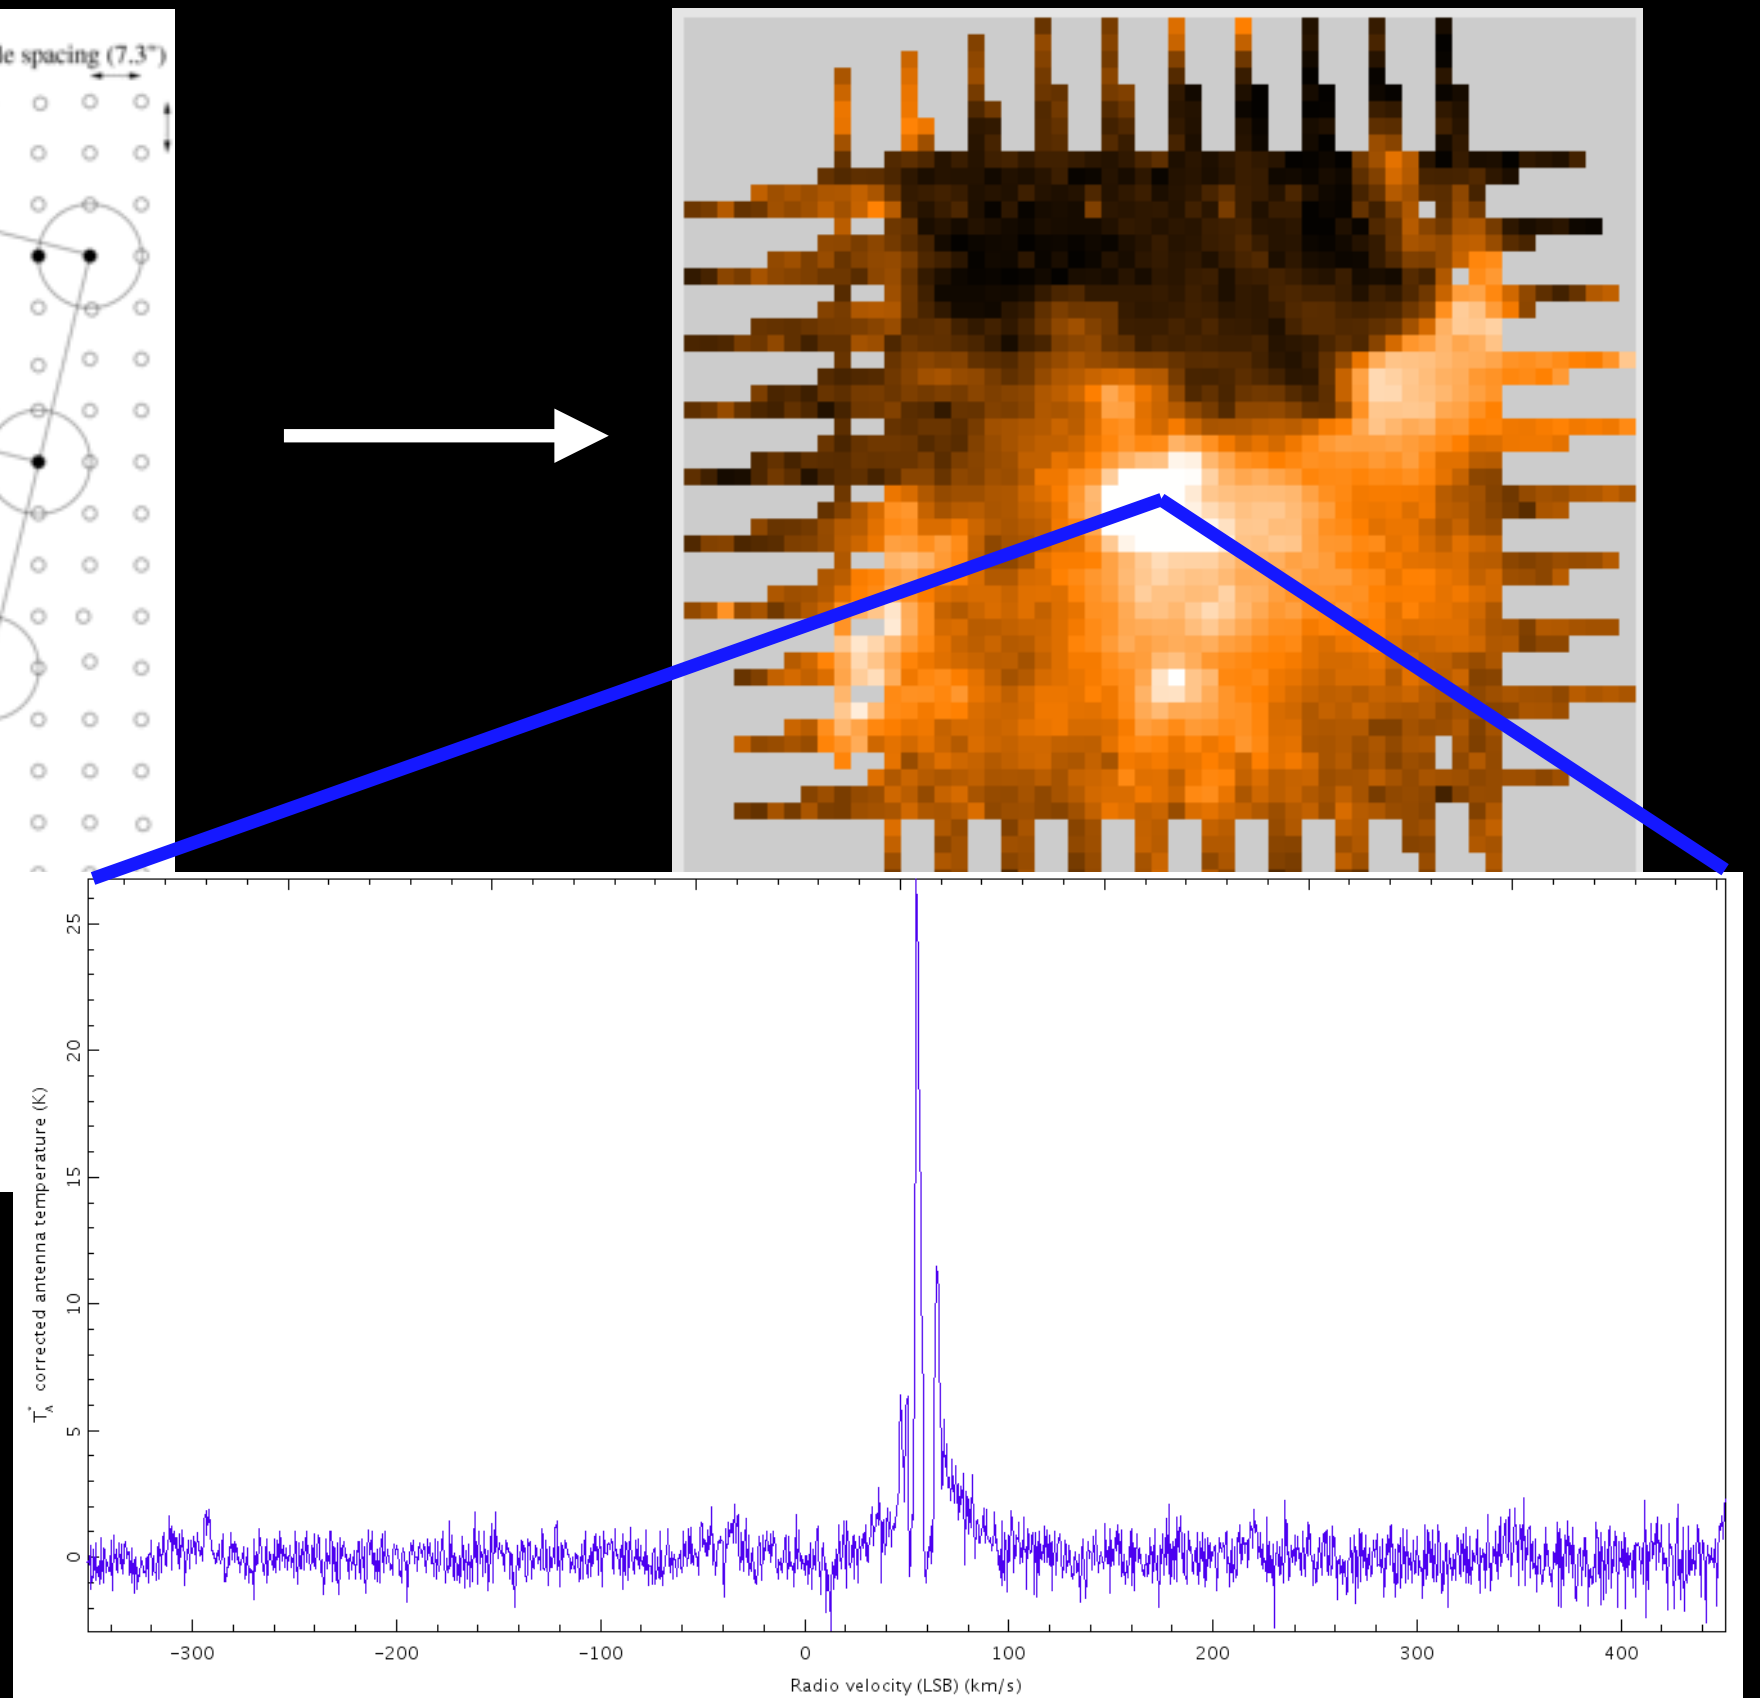 le spacing (7.3")
25
20
15
10
5
0
T*A corrected antenna temperature (K)
−300 −200 −100 0 100 200 300 400
Radio velocity (LSB) (km/s)